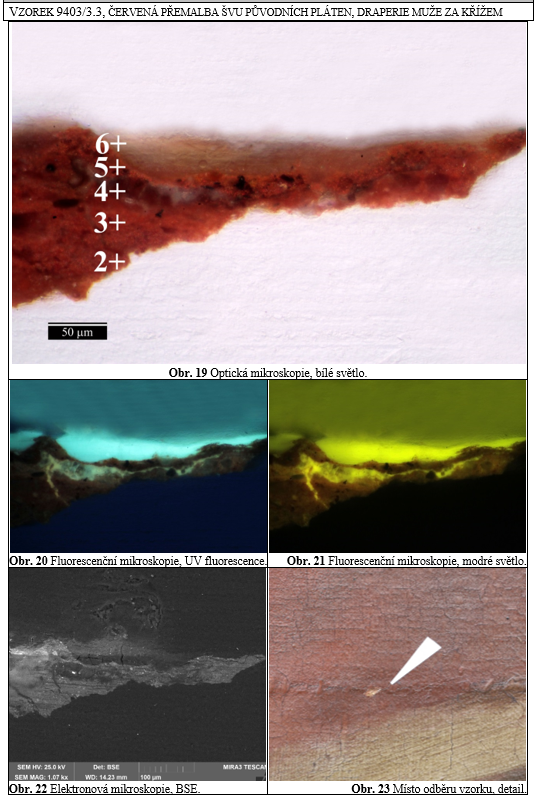 VZOREK 9403/3.3, ČERVENÁ PŘEMALBA ŠVU PŮVODNÍCH PLÁTEN, DRAPERIE MUŽE ZA KŘÍŽEM
6+
5+
4+
3+
2+
50 µm
Obr. 19 Optická mikroskopie, bílé světlo.
Obr. 20 Fluorescenční mikroskopie, UV fluorescence.
Obr. 21 Fluorescenční mikroskopie, modré světlo.
SEM HV: 25.0 kV Det: BSE MIRA3 TESCAN
SEM MAG: 1.07 kx WD: 14.23 mm 100 µm
Obr. 22 Elektronová mikroskopie, BSE.
Obr. 23 Místo odběru vzorku, detail.